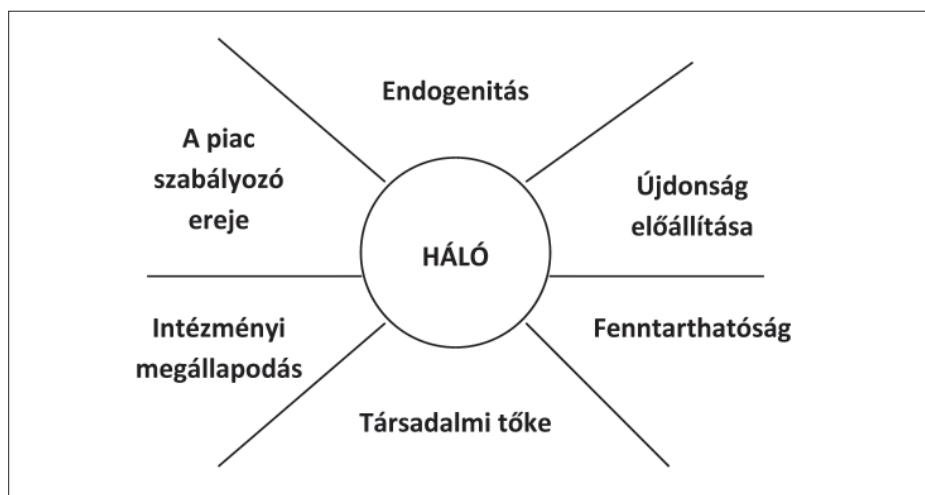 Endogenitás
A piac
szabályozó
ereje
Újdonság
előállítása
HÁLÓ
Intézményi
megállapodás
Fenntarthatóság
Társadalmi tőke